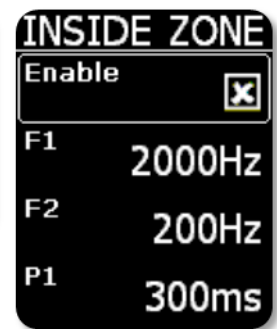 INSIDE ZONE
Enable
F1
2000Hz
F2
200Hz
P1
300ms